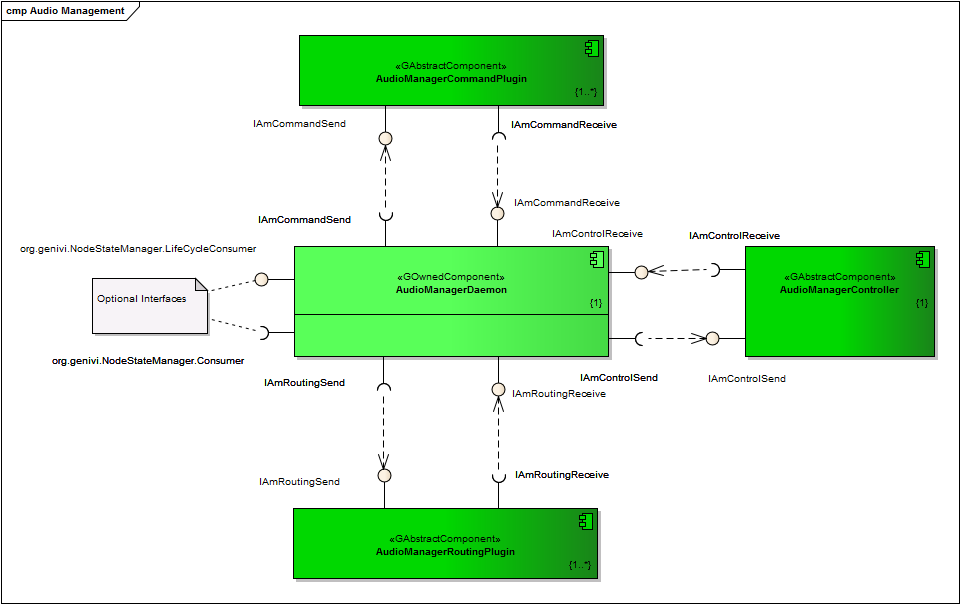 cmp Audio Management
«GAbstractComponent»
AudioManagerCommandPlugin
{1..*}
IAmCommandSend
IAmCommandReceive
IAmCommandReceive
IAmCommandSend
IAmControlReceive
IAmControlReceive
org.genivi.NodeStateManager.LifeCycleConsumer
«GOwnedComponent»
AudioManagerDaemon
{1}
«GAbstractComponent»
AudioManagerController
{1}
Optional Interfaces
org.genivi.NodeStateManager.Consumer
IAmControlSend
IAmControlSend
IAmRoutingSend
IAmRoutingReceive
IAmRoutingReceive
IAmRoutingSend
«GAbstractComponent»
AudioManagerRoutingPlugin
{1..*}